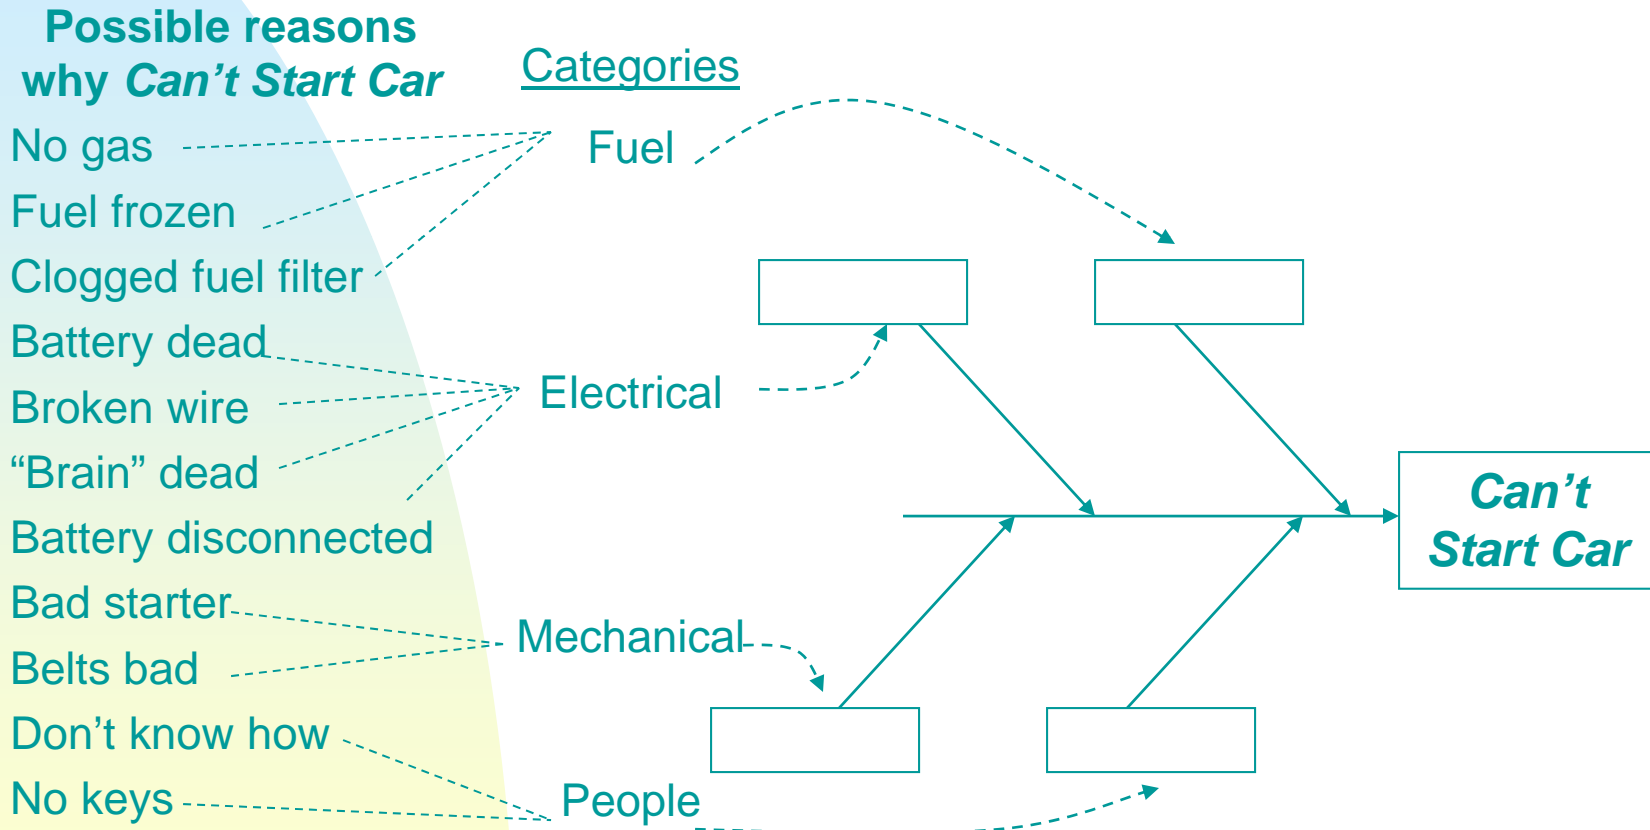 Possible reasons
why Can’t Start Car
Categories
No gas
Fuel
Fuel frozen
Clogged fuel filter
Battery dead
Broken wire
Electrical
“Brain” dead
Battery disconnected
Bad starter
Mechanical
Belts bad
Don’t know how
No keys
People
Can’t
Start Car